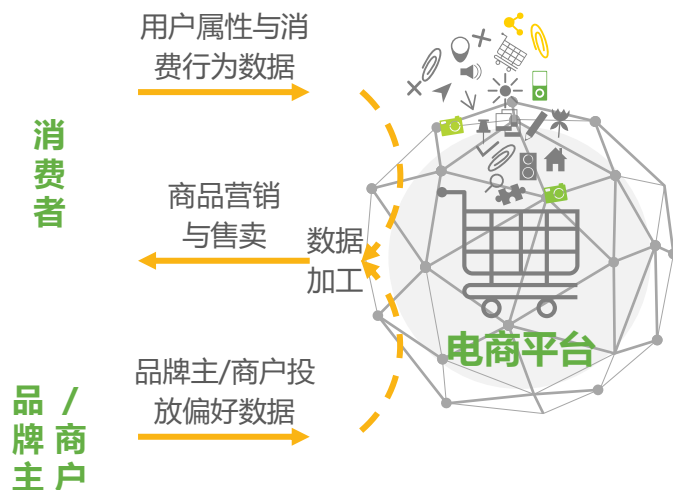 用户属性与消
费行为数据
消
费
者
商品营销
与售卖
数据
加工
电商平台
品牌主/商户投
放偏好数据
品 /
牌 商
主 户